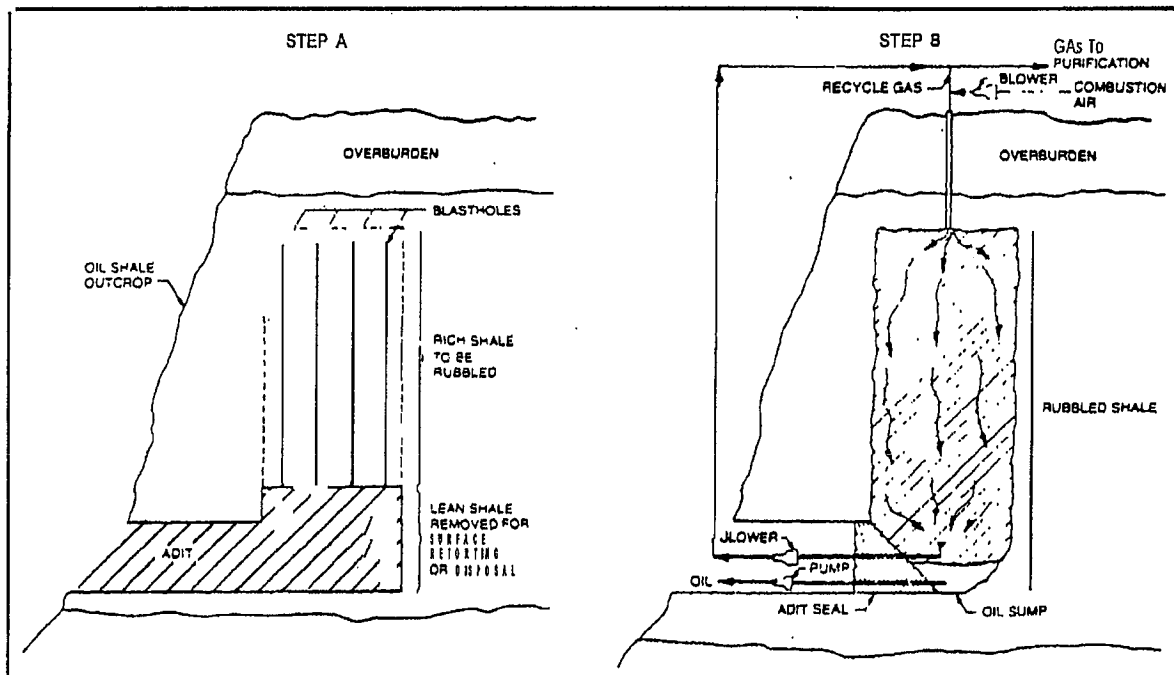 STEP A
OVERBURDEN
BLASTHOLES
OIL SHALE
OUTCROP
RICH SHALE
TO BE
RUBBLED
LEAN SHALE
REMOVED FOR
SURFACE
RETORTING
OR DISPOSAL
ADIT
STEP B
GAs To
PURIFICATION
BLOWER
RECYCLE GAS
COMBUSTION
AIR
OVERBURDEN
RUBBLED SHALE
BLOWER
PUMP
OIL
ADIT SEAL
OIL SUMP